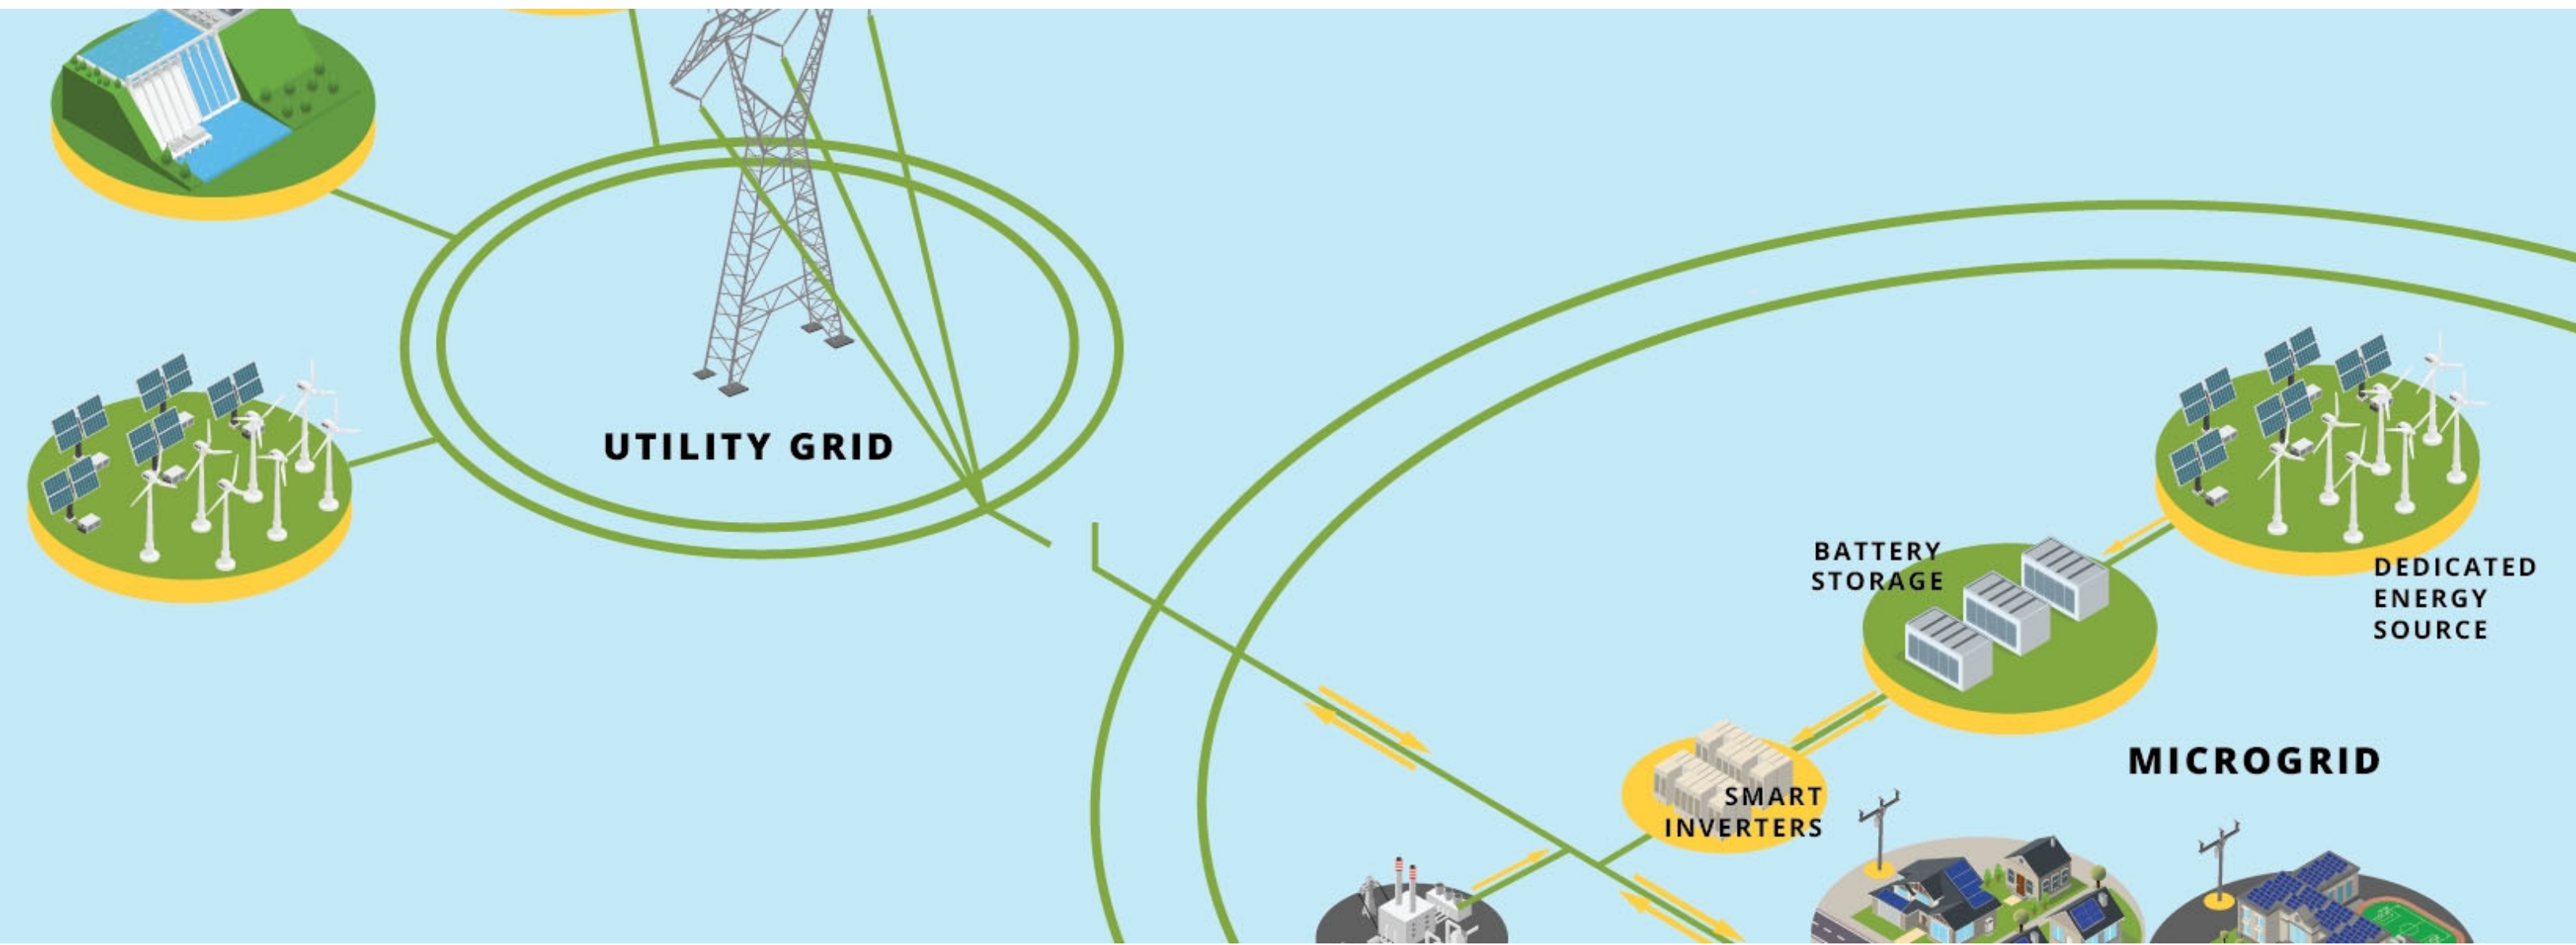 UTILITY GRID
BATTERY
STORAGE
DEDICATED
ENERGY
SOURCE
MICROGRID
SMART
INVERTERS